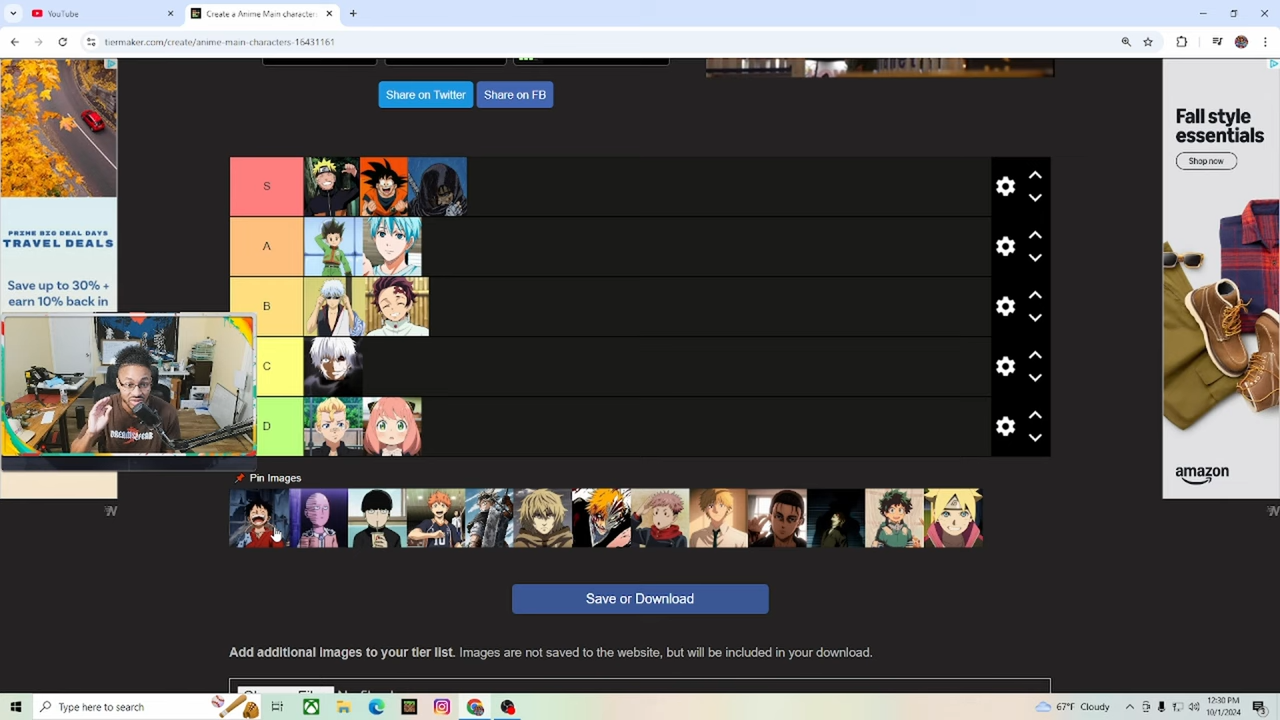 YouTube
Create a Anime Main character
tiermaker.com/create/anime-main-characters-16431161
Share on Twitter
Share on FB
S
A
B
C
D
PRIME BIG DEAL DAYS
TRAVEL DEALS
Save up to 30% +
earn 10% back in
Fall style
essentials
Shop now
amazon
Pin Images
Save or Download
Add additional images to your tier list. Images are not saved to the website, but will be included in your download.
Type here to search
67°F Cloudy
12:30 PM
10/1/2024